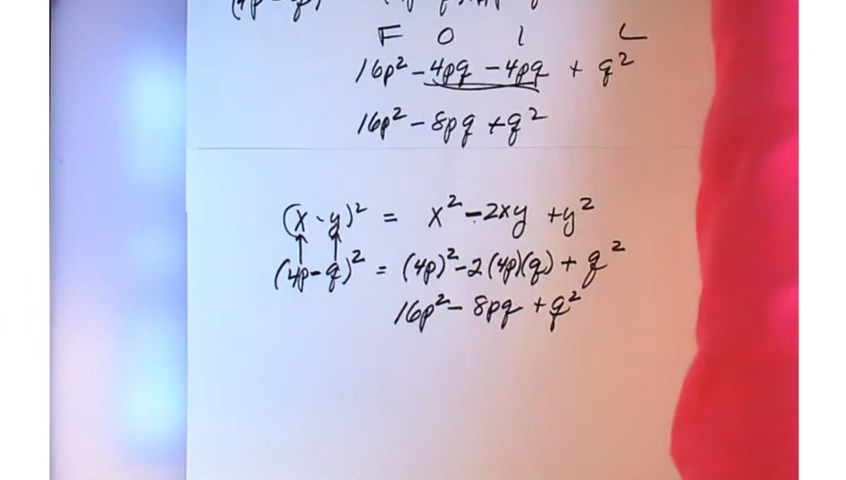 F O I L
16p² - 4pq - 4pq + q²
16p² - 8pq + q²
(x - y)² = x² - 2xy + y²
(4p - q)² = (4p)² - 2(4p)(q) + q²
16p² - 8pq + q²